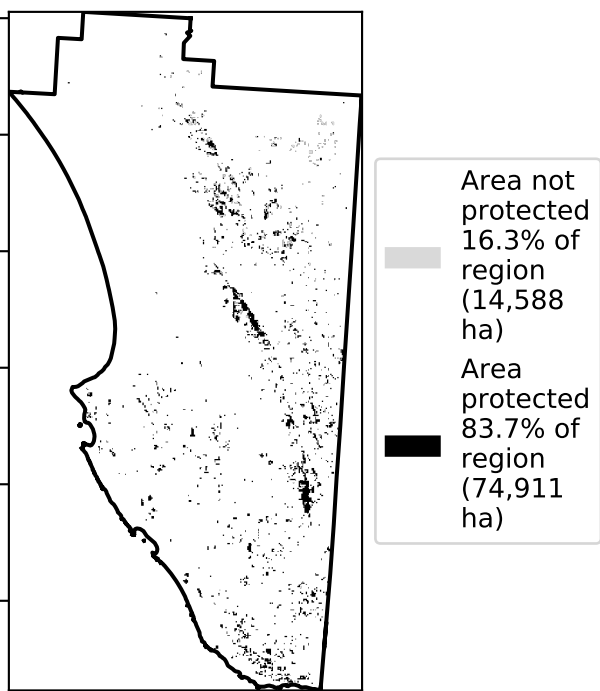 Area not
protected
16.3% of
region
(14,588
ha)
Area
protected
83.7% of
region
(74,911
ha)